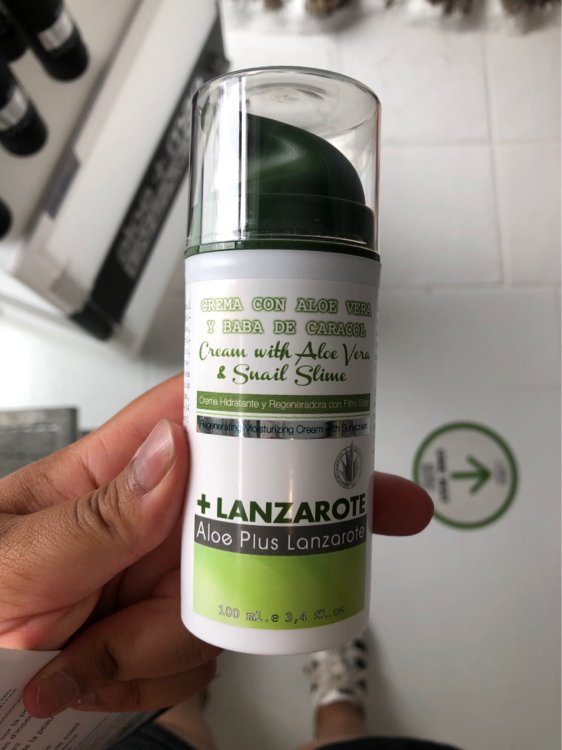 CREMA CON ALOE VERA
Y BABA DE CARACOL
Cream with Aloe Vera
& Snail Slime
Crema Hidratante y Regeneradora con Filtro Solar
Regenerating Moisturizing Cream with Sunscreen
+ LANZAROTE
Aloe Plus Lanzarote
100 ml.e 3,4 fl.oz